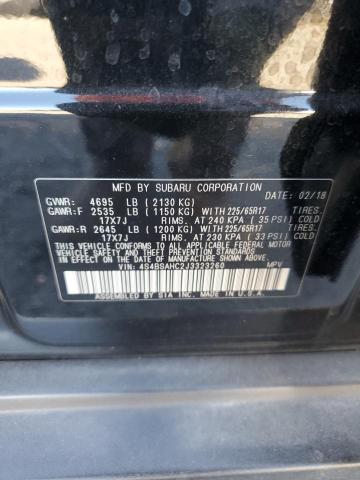 MFD. BY SUBARU CORPORATION DATE: 02/18
GVWR: 4695 LB (2130 KG)
GAWR:F 2535 LB (1150 KG) WITH 225/65R17 TIRES.
17X7J RIMS. AT 240 KPA (35 PSI) COLD.
GAWR:R 2645 LB (1200 KG) WITH 225/65R17 TIRES.
17X7J RIMS. AT 230 KPA (33 PSI) COLD.
THIS VEHICLE CONFORMS TO ALL APPLICABLE FEDERAL MOTOR
VEHICLE SAFETY, BUMPER, AND THEFT PREVENTION STANDARDS
IN EFFECT ON THE DATE OF MANUFACTURE SHOWN ABOVE.
VIN: 4S4BSAHC2J3323260 MPV
ASSEMBLED BY SIA, INC. MADE IN U.S.A.